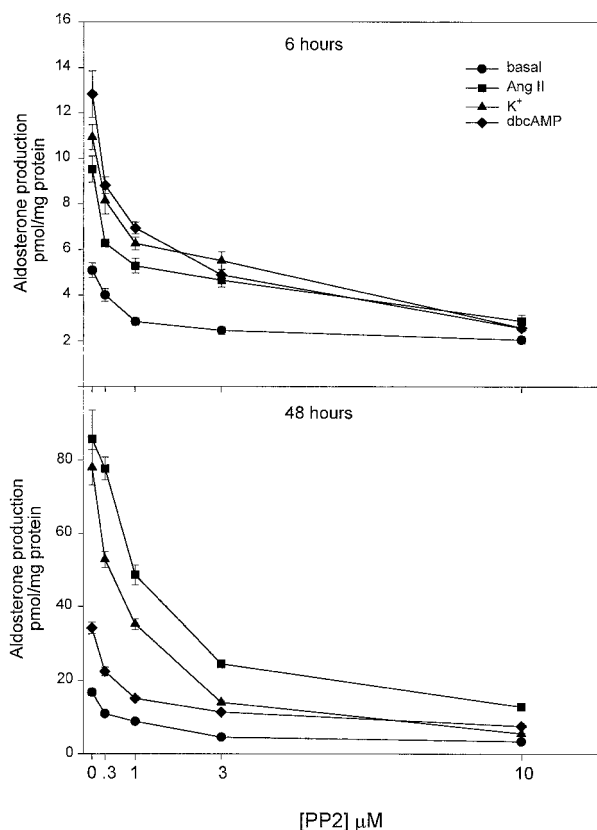 6 hours
basal
Ang II
K+
dbcAMP
Aldosterone production
pmol/mg protein
16
14
12
10
8
6
4
2
48 hours
Aldosterone production
pmol/mg protein
80
60
40
20
0
0 .3 1 3 10
[PP2] μM